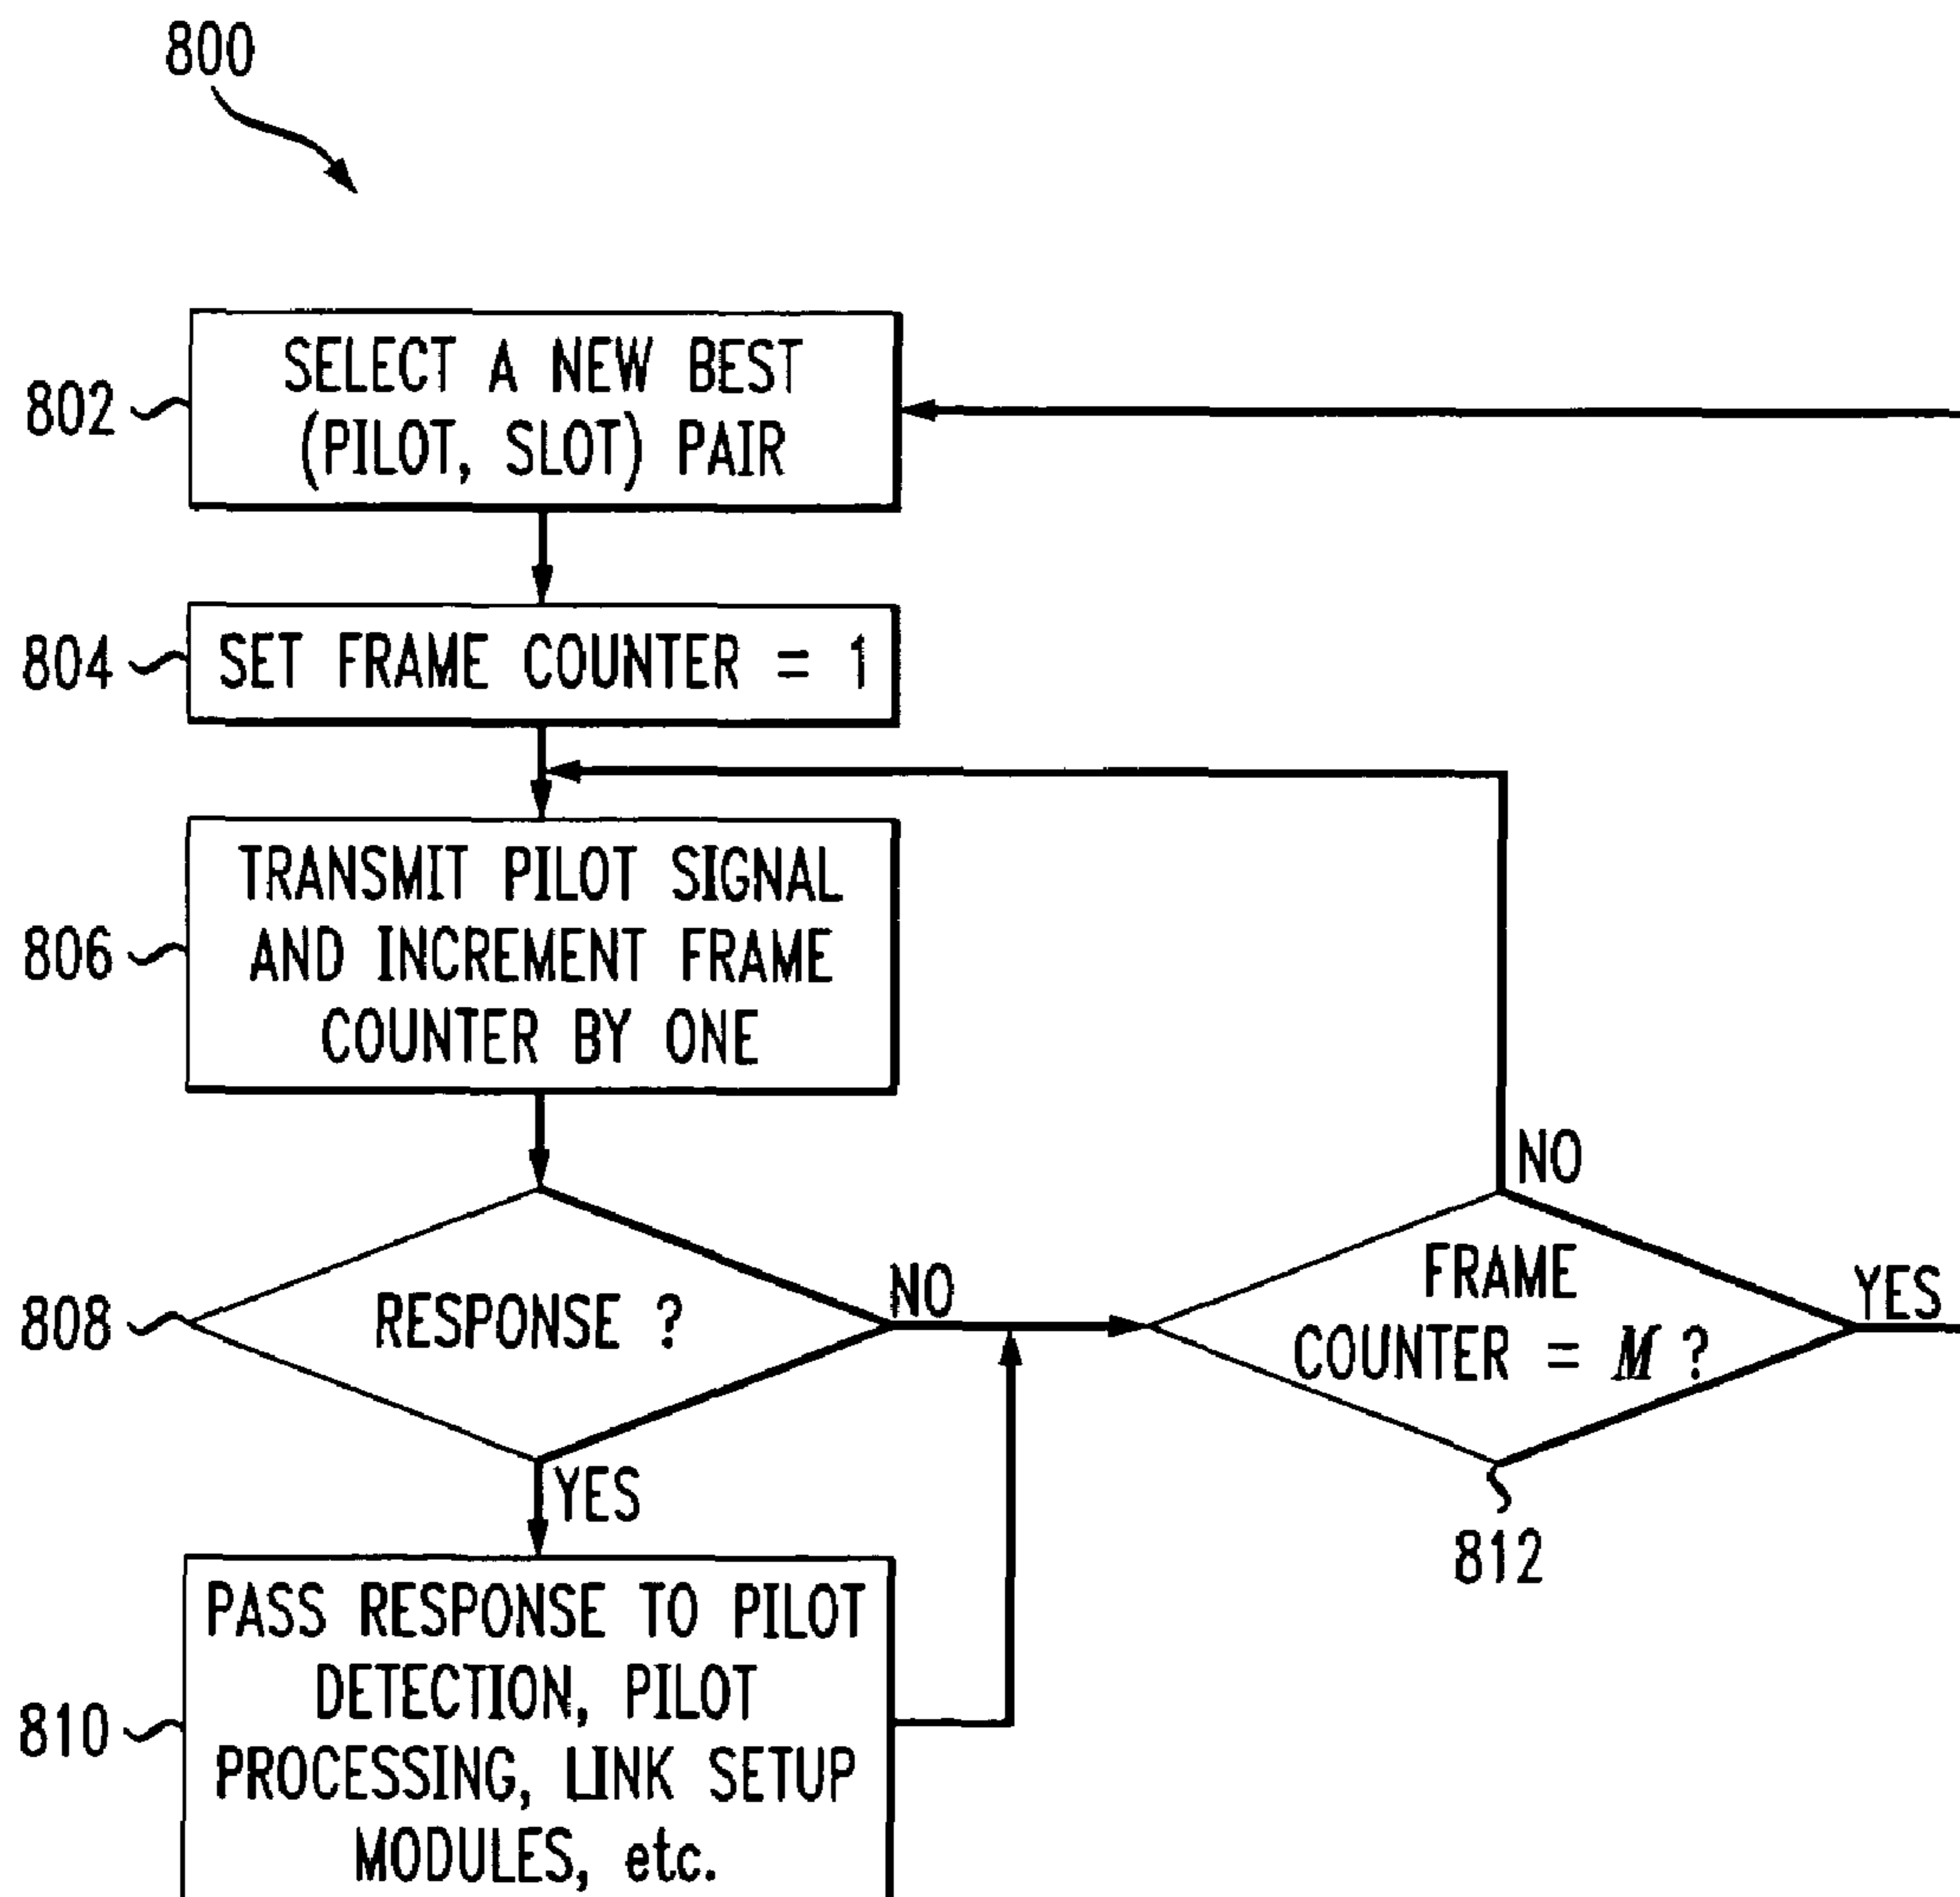 800
802
SELECT A NEW BEST
(PILOT, SLOT) PAIR
804
SET FRAME COUNTER = 1
806
TRANSMIT PILOT SIGNAL
AND INCREMENT FRAME
COUNTER BY ONE
808
RESPONSE ?
NO
YES
FRAME
COUNTER = M ?
NO
YES
812
810
PASS RESPONSE TO PILOT
DETECTION, PILOT
PROCESSING, LINK SETUP
MODULES, etc.